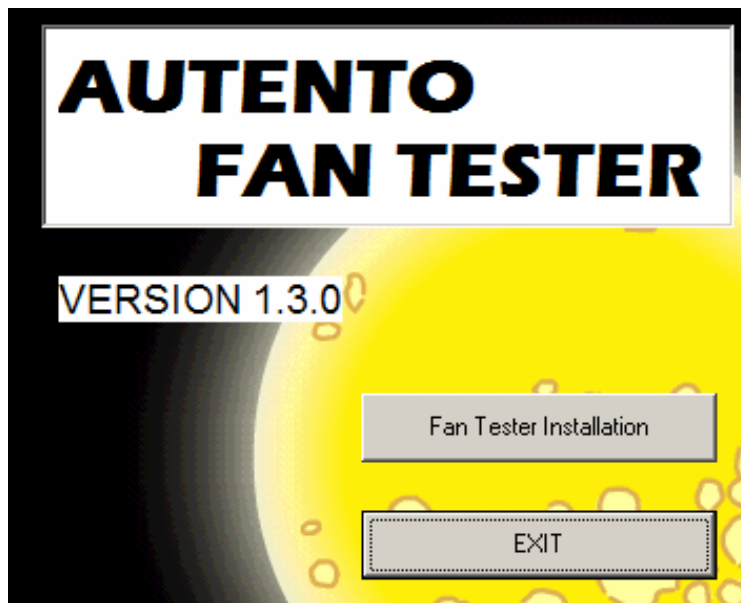 AUTENTO
FAN TESTER
VERSION 1.3.0
Fan Tester Installation
EXIT